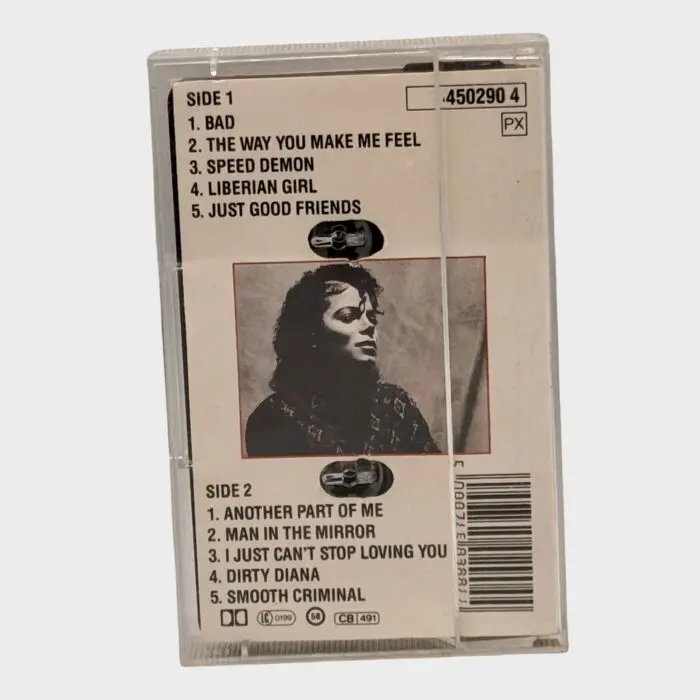 SIDE 1
450290 4
PX
1. BAD
2. THE WAY YOU MAKE ME FEEL
3. SPEED DEMON
4. LIBERIAN GIRL
5. JUST GOOD FRIENDS
SIDE 2
1. ANOTHER PART OF ME
2. MAN IN THE MIRROR
3. I JUST CAN'T STOP LOVING YOU
4. DIRTY DIANA
5. SMOOTH CRIMINAL
LC 0199
CB 491